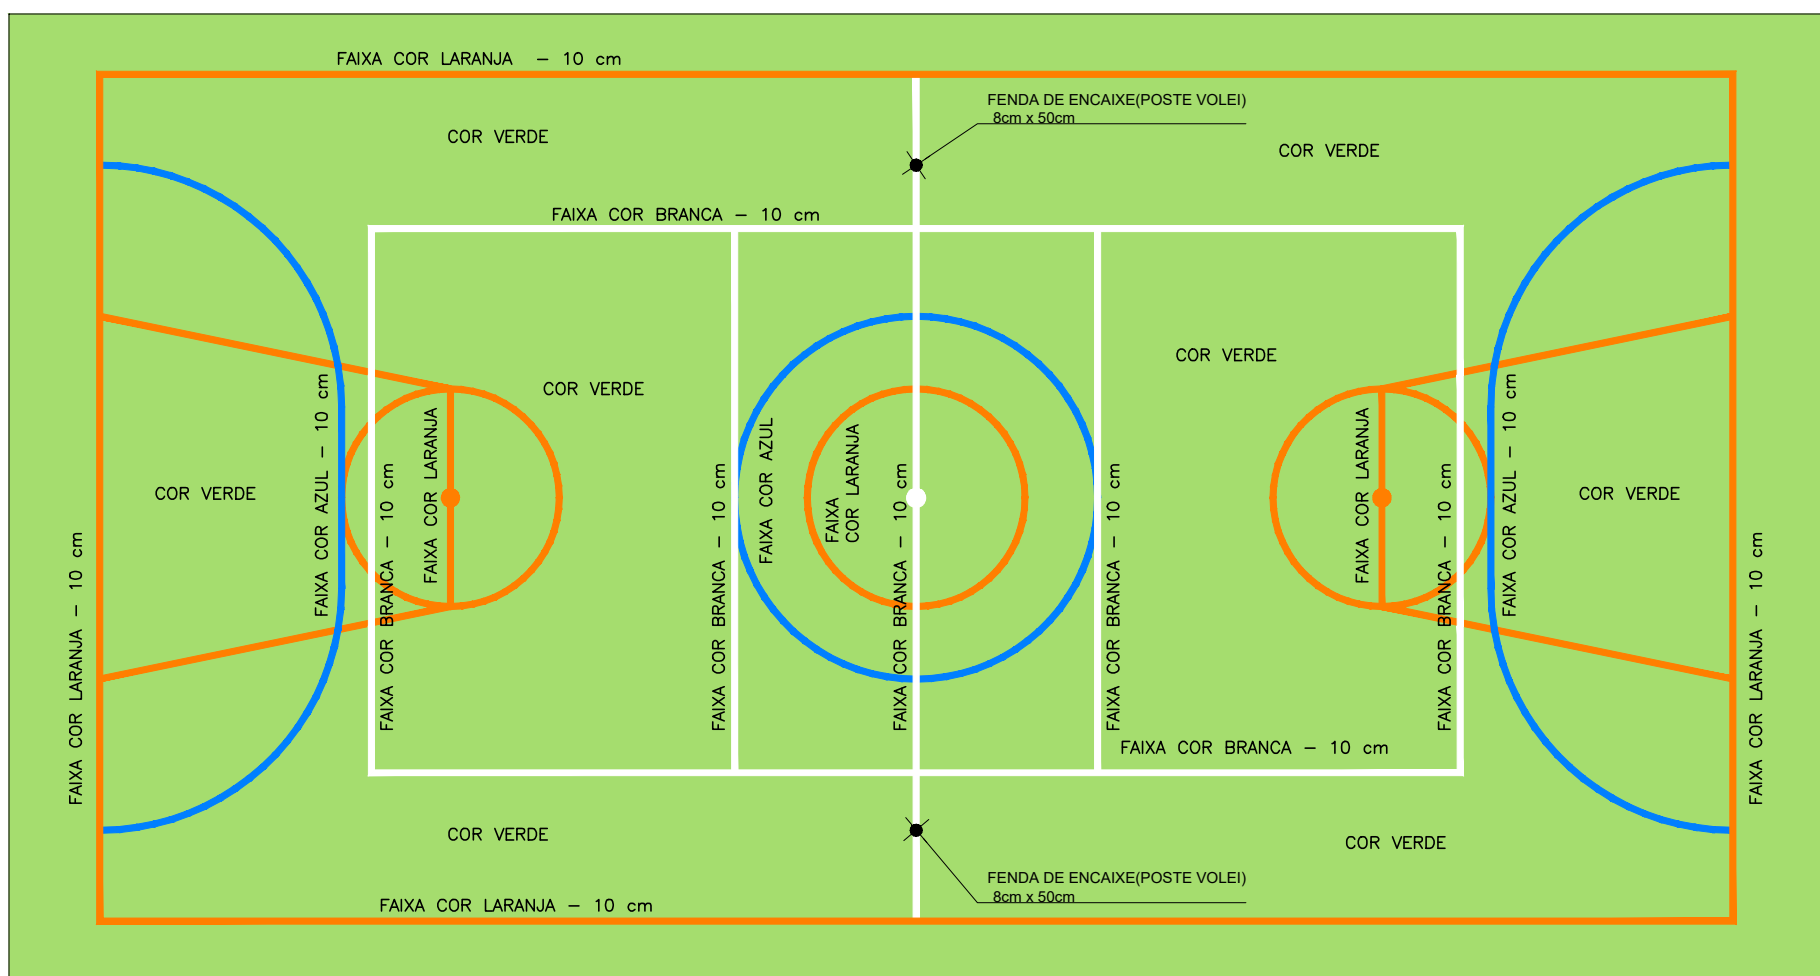 FAIXA COR LARANJA - 10 cm
FENDA DE ENCAIXE(POSTE VOLEI)
8cm x 50cm
COR VERDE
COR VERDE
FAIXA COR BRANCA - 10 cm
COR VERDE
COR VERDE
FAIXA COR AZUL - 10 cm
FAIXA COR LARANJA
FAIXA COR AZUL
FAIXA
COR LARANJA
FAIXA COR LARANJA
FAIXA COR AZUL - 10 cm
COR VERDE
COR VERDE
FAIXA COR LARANJA - 10 cm
FAIXA COR BRANCA - 10 cm
FAIXA COR BRANCA - 10 cm
FAIXA COR BRANCA - 10 cm
FAIXA COR BRANCA - 10 cm
FAIXA COR BRANCA - 10 cm
FAIXA COR LARANJA - 10 cm
FAIXA COR BRANCA - 10 cm
COR VERDE
COR VERDE
FENDA DE ENCAIXE(POSTE VOLEI)
8cm x 50cm
FAIXA COR LARANJA - 10 cm